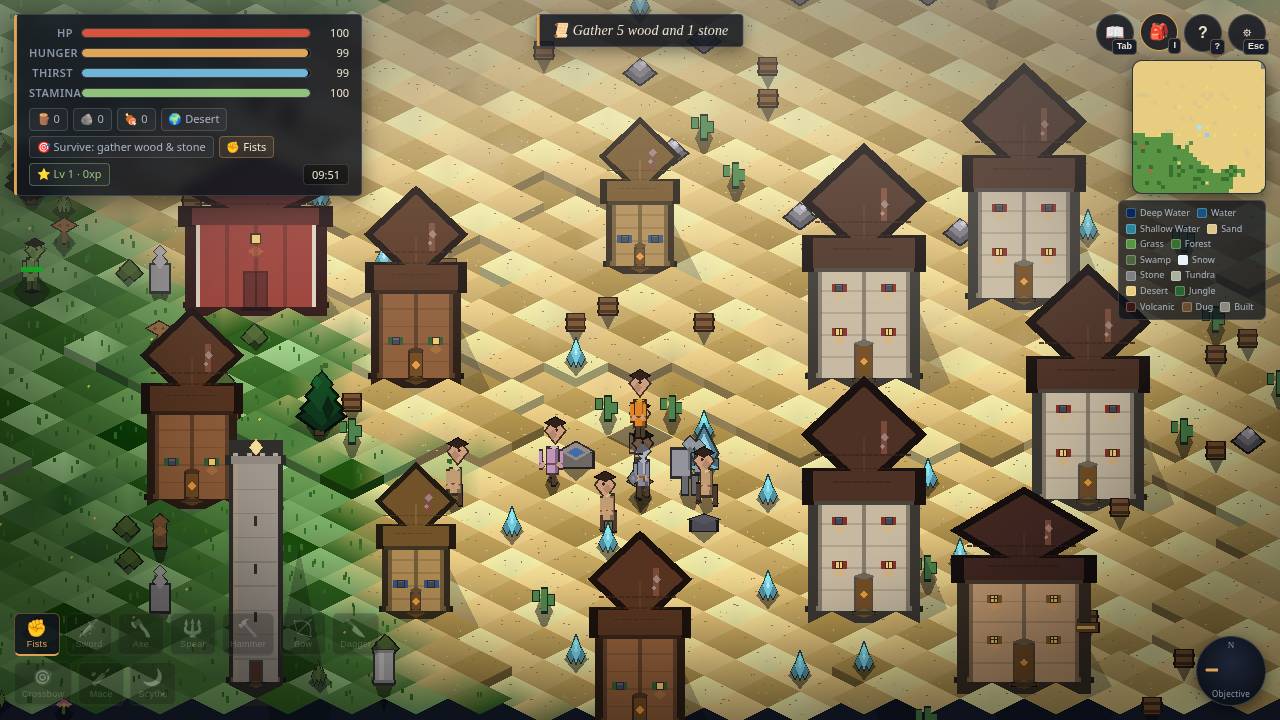 HP 100
HUNGER 99
THIRST 99
STAMINA 100
0 0 0 Desert
Survive: gather wood & stone Fists
Lv 1 · 0xp 09:51
Gather 5 wood and 1 stone
Tab I ? ? Esc
Deep Water Water
Shallow Water Sand
Grass Forest
Swamp Snow
Stone Tundra
Desert Jungle
Volcanic Dug Built
Fists Sword Axe Spear Hammer Bow Dagger
Crossbow Mace Scythe
N
Objective